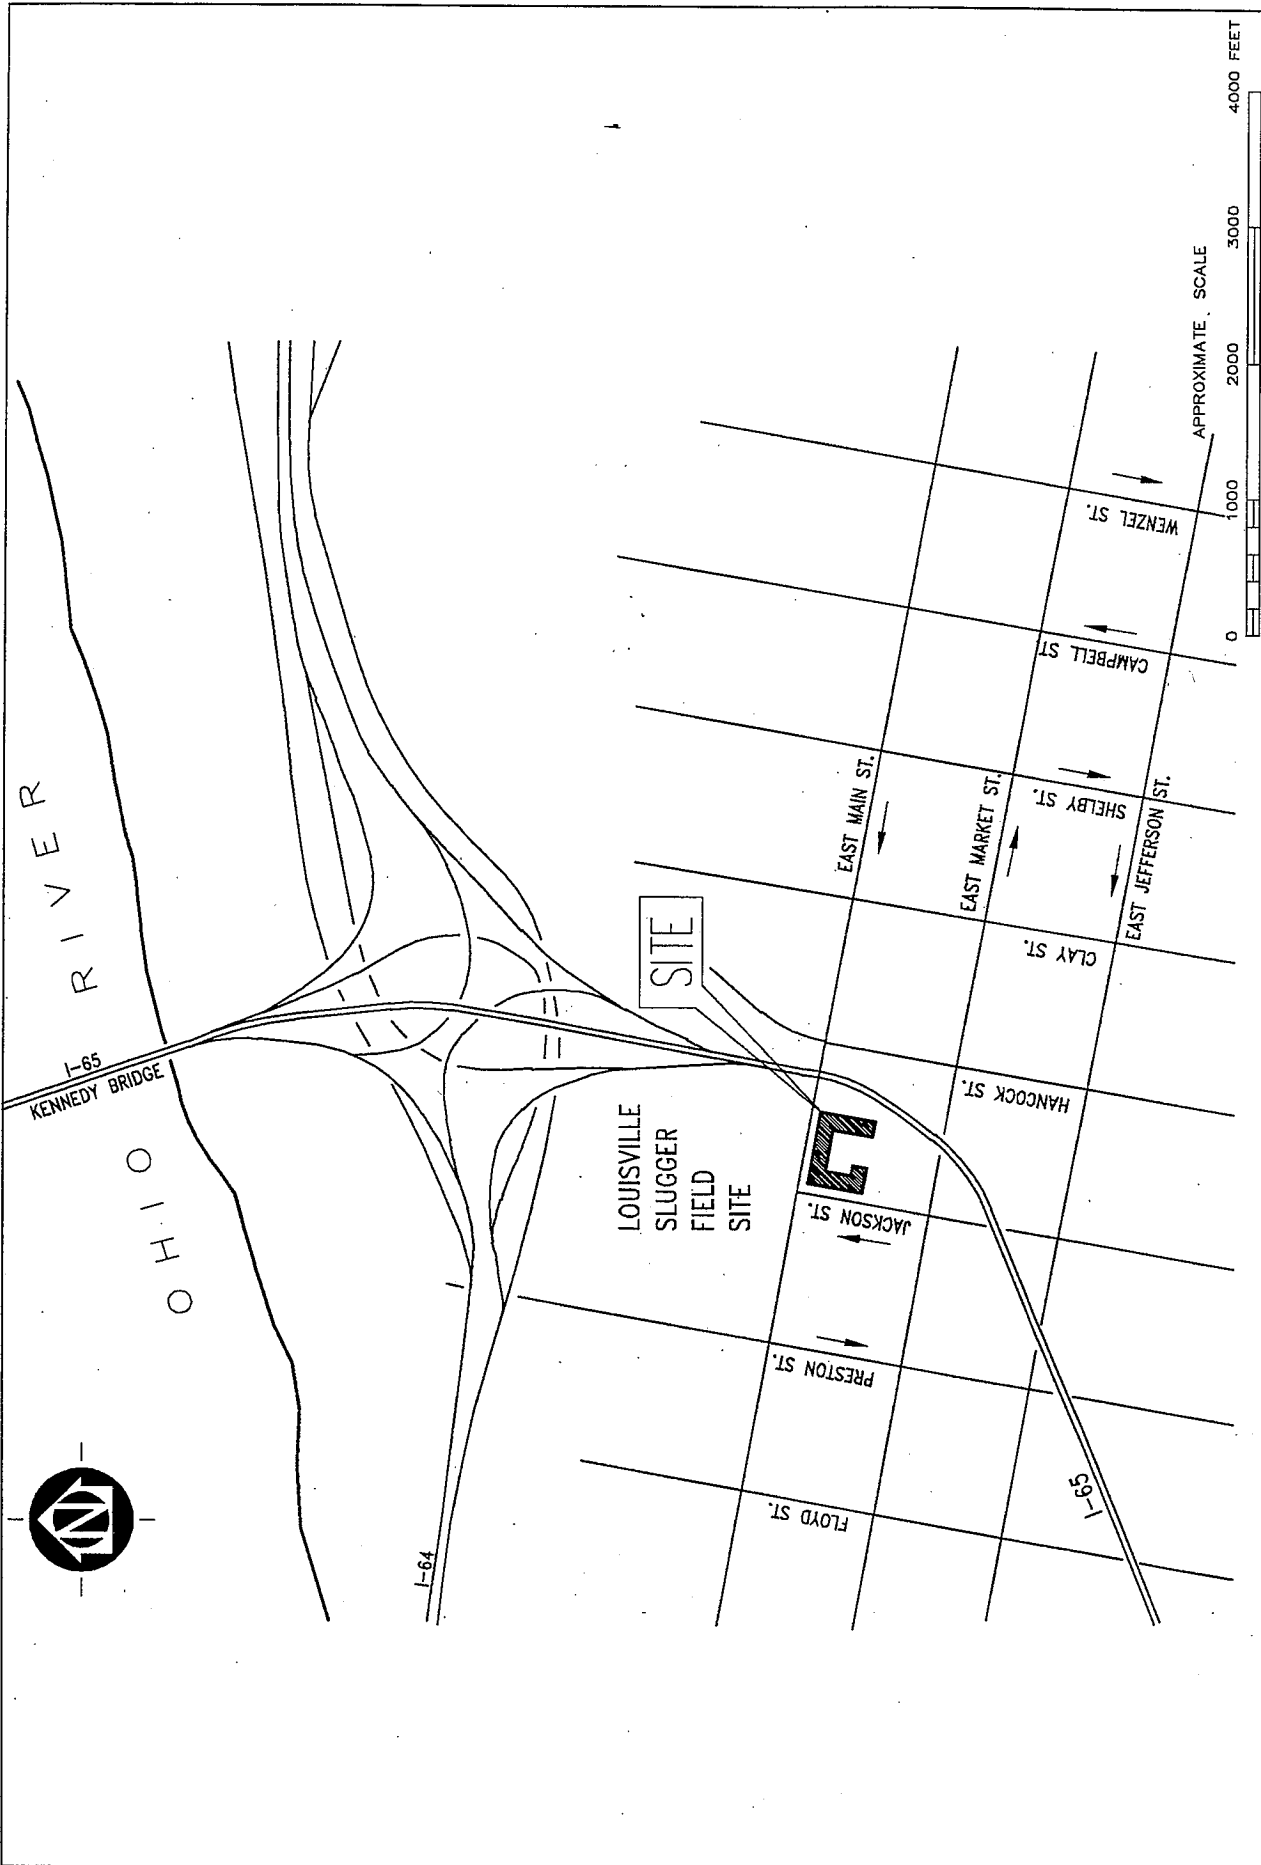 N
OHIO RIVER
I-65
KENNEDY BRIDGE
I-64
LOUISVILLE
SLUGGER
FIELD
SITE
SITE
EAST MAIN ST.
EAST MARKET ST.
EAST JEFFERSON ST.
FLOYD ST.
PRESTON ST.
JACKSON ST.
HANCOCK ST.
CLAY ST.
SHELBY ST.
CAMPBELL ST.
WENZEL ST.
I-65
APPROXIMATE SCALE
0 1000 2000 3000 4000 FEET